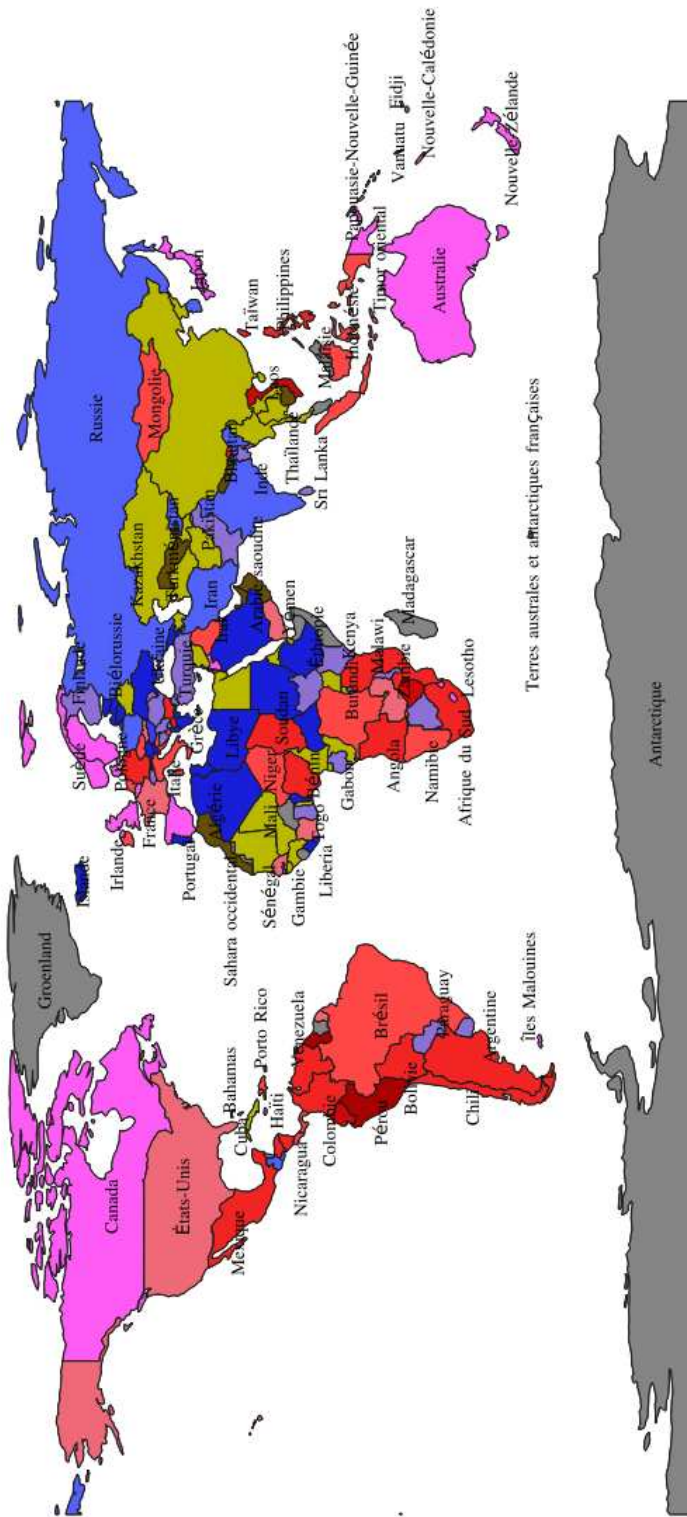 Groenland
Islande
Canada
États-Unis
Mexique
Bahamas
Cuba
Haïti
Porto Rico
Nicaragua
Venezuela
Colombie
Pérou
Brésil
Bolivie
Paraguay
Chili
Argentine
Îles Malouines
Russie
Finlande
Suède
Biélorussie
Ukraine
Irlande
France
Italie
Grèce
Turquie
Portugal
Kazakhstan
Mongolie
Japon
Iran
Pakistan
Inde
Bhoutan
Taïwan
Philippines
Thaïlande
Sri Lanka
Malaisie
Indonésie
Timor oriental
Papouasie-Nouvelle-Guinée
Vanuatu
Fidji
Nouvelle-Calédonie
Australie
Nouvelle-Zélande
Algérie
Libye
Sahara occidental
Mali
Niger
Soudan
Sénégal
Gambie
Liberia
Togo
Bénin
Gabon
Éthiopie
Kenya
Burundi
Malawi
Angola
Namibie
Madagascar
Lesotho
Afrique du Sud
Terres australes et antarctiques françaises
Antarctique